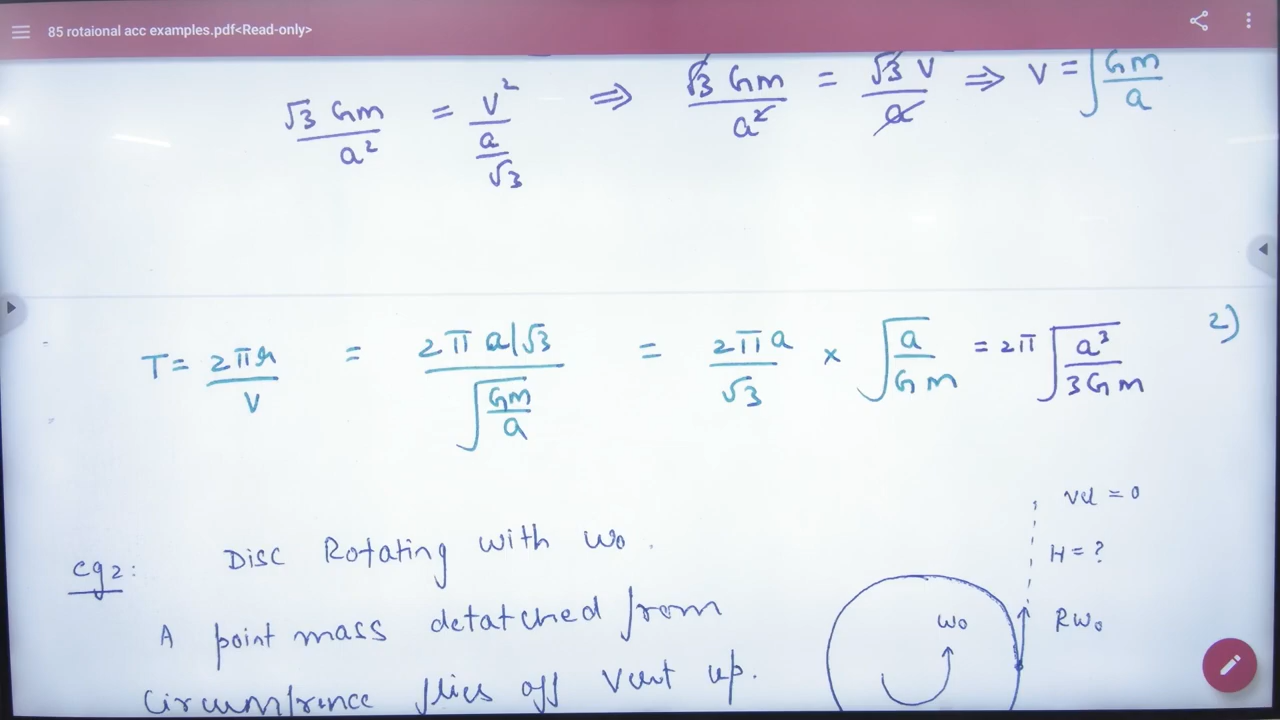 85 rotaional acc examples.pdf<Read-only>
√3 Gm / a² = v² / (a/√3) ⇒ √3 Gm / a² = √3 v / a ⇒ v = √(Gm / a)
T = 2πr / v = 2π a/√3 / √(Gm / a) = 2πa / √3 × √(a / Gm) = 2π √(a³ / 3Gm) 2)
eg2: Disc Rotating with ω₀.
A point mass detatched from
circumfrence flies off vert up.
vel = 0
H = ?
Rω₀
ω₀